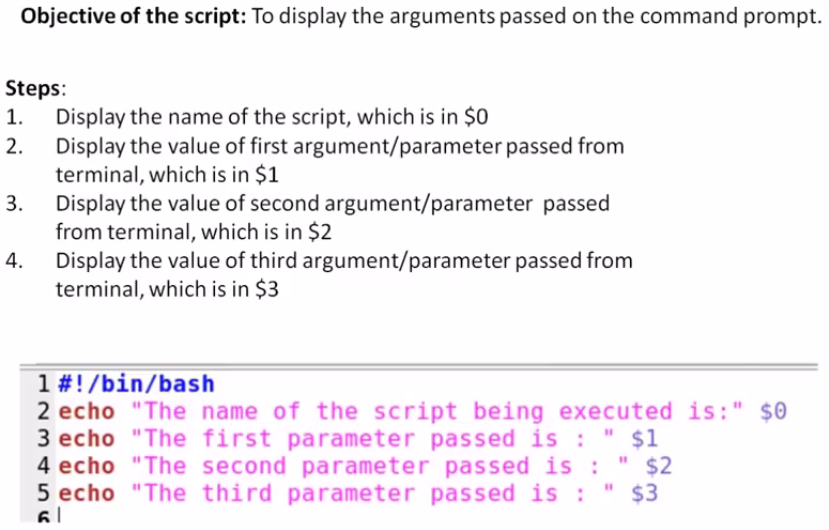 Objective of the script: To display the arguments passed on the command prompt.
Steps:
1. Display the name of the script, which is in $0
2. Display the value of first argument/parameter passed from
terminal, which is in $1
3. Display the value of second argument/parameter passed
from terminal, which is in $2
4. Display the value of third argument/parameter passed from
terminal, which is in $3
1 #!/bin/bash
2 echo "The name of the script being executed is:" $0
3 echo "The first parameter passed is : " $1
4 echo "The second parameter passed is : " $2
5 echo "The third parameter passed is : " $3
6